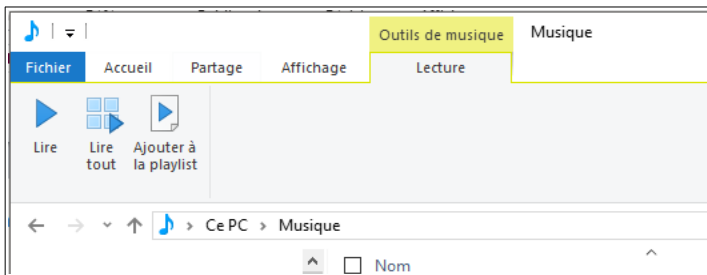 Outils de musique Musique
Fichier Accueil Partage Affichage Lecture
Lire Lire tout Ajouter à la playlist
Ce PC > Musique
Nom